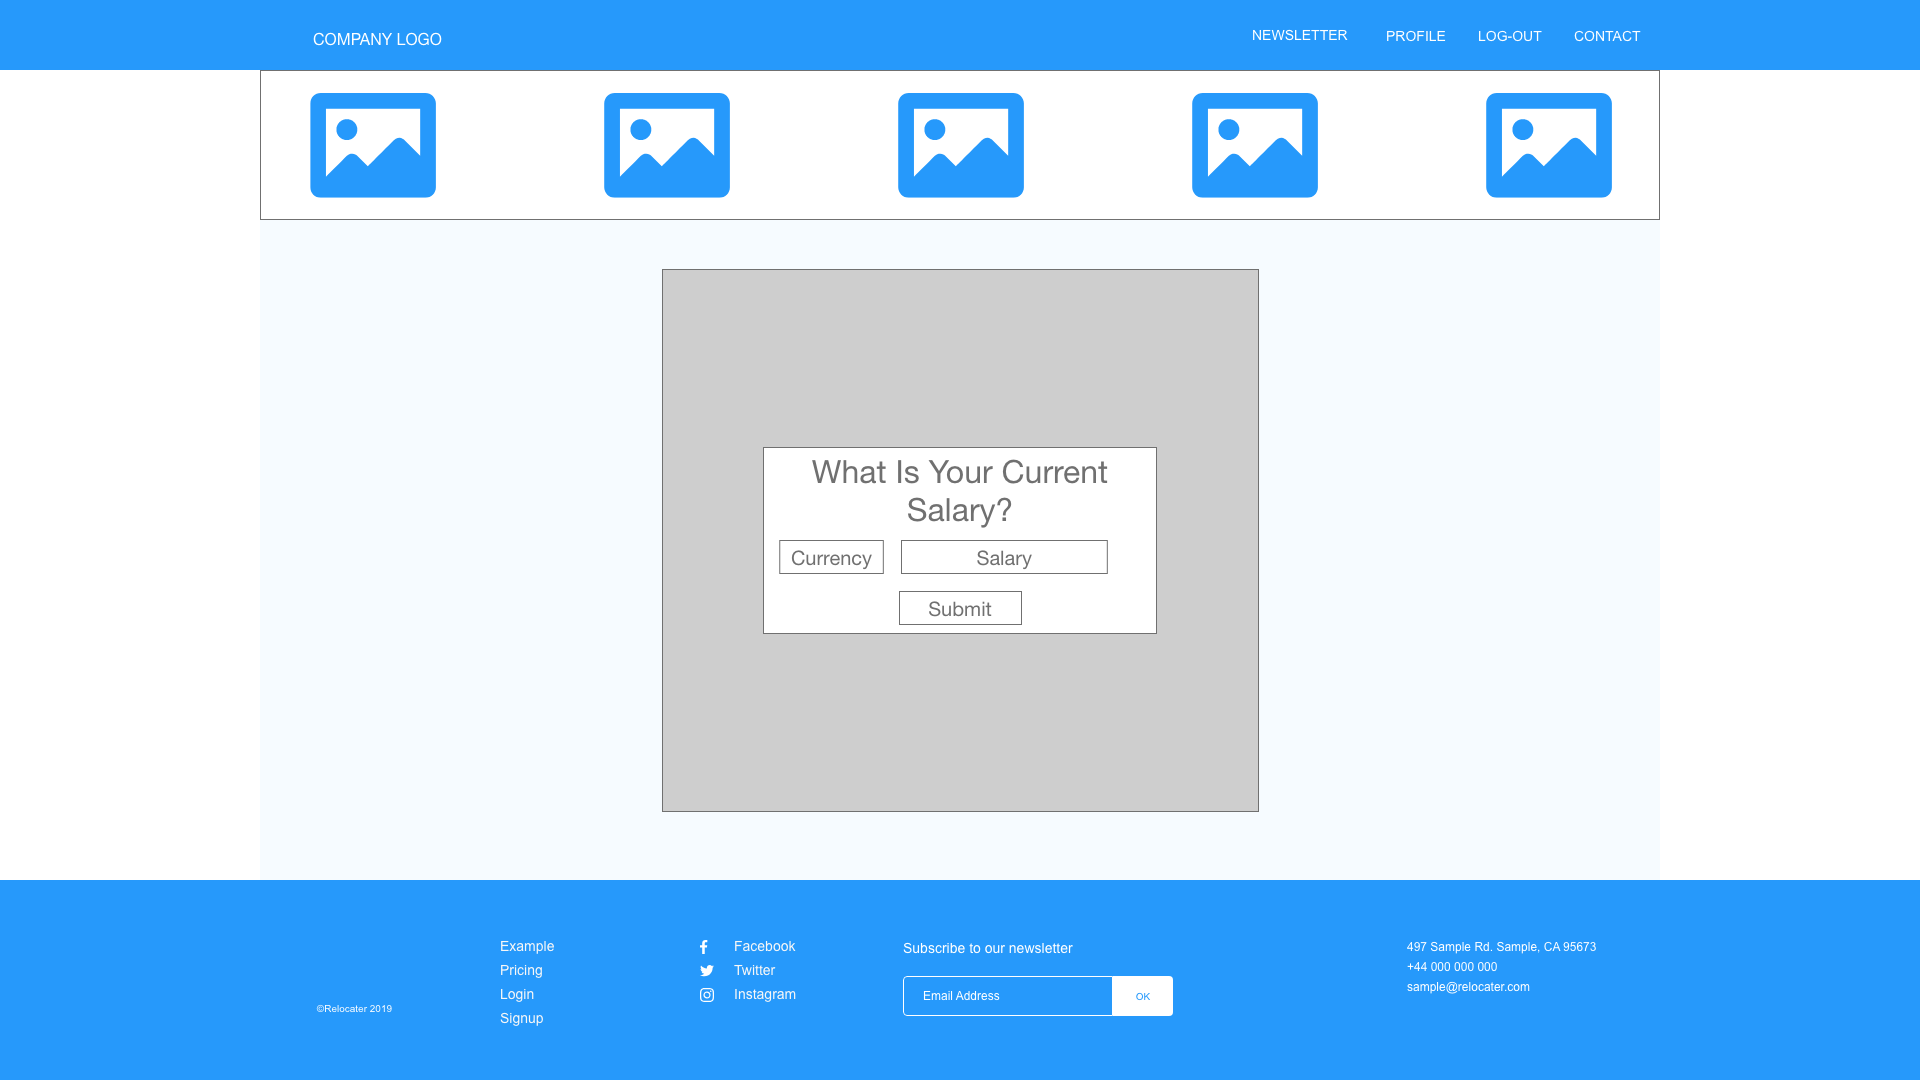 COMPANY LOGO
NEWSLETTER
PROFILE
LOG-OUT
CONTACT
What Is Your Current
Salary?
Currency
Salary
Submit
©Relocater 2019
Example
Pricing
Login
Signup
Facebook
Twitter
Instagram
Subscribe to our newsletter
Email Address
OK
497 Sample Rd. Sample, CA 95673
+44 000 000 000
sample@relocater.com